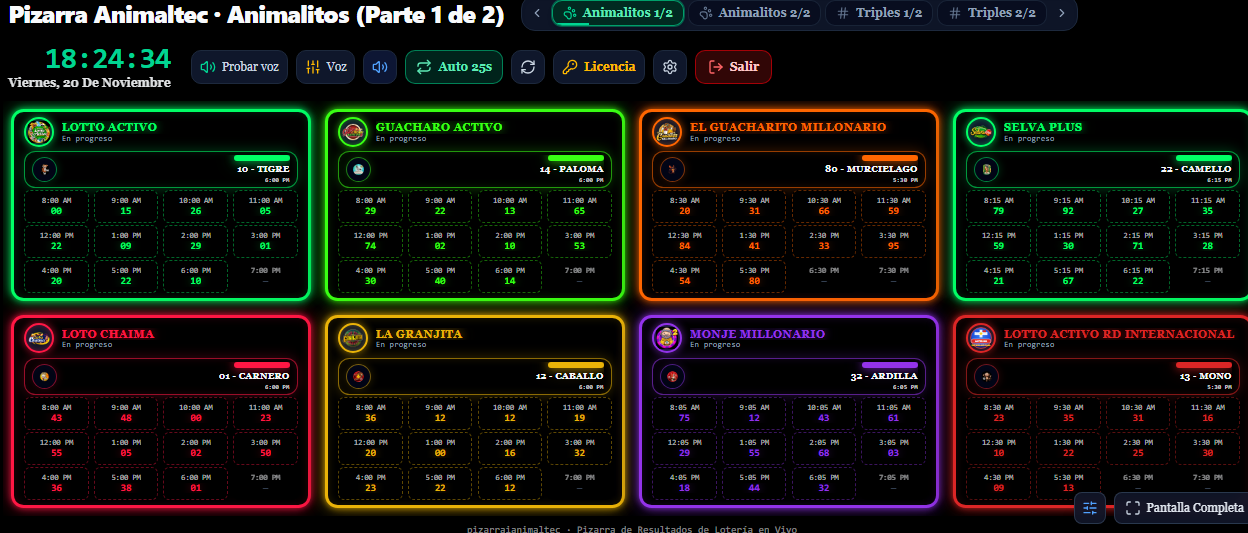 Pizarra Animaltec · Animalitos (Parte 1 de 2)
Animalitos 1/2
Animalitos 2/2
Triples 1/2
Triples 2/2
18:24:34
Viernes, 20 De Noviembre
Probar voz
Voz
Auto 25s
Licencia
Salir
LOTTO ACTIVO
En progreso
10 - TIGRE
6:00 PM
8:00 AM 9:00 AM 10:00 AM 11:00 AM
00 15 26 05
12:00 PM 1:00 PM 2:00 PM 3:00 PM
22 09 29 01
4:00 PM 5:00 PM 6:00 PM 7:00 PM
20 22 10 —
GUACHARO ACTIVO
En progreso
14 - PALOMA
6:00 PM
8:00 AM 9:00 AM 10:00 AM 11:00 AM
29 22 13 65
12:00 PM 1:00 PM 2:00 PM 3:00 PM
74 02 10 53
4:00 PM 5:00 PM 6:00 PM 7:00 PM
30 40 14 —
EL GUACHARITO MILLONARIO
En progreso
80 - MURCIELAGO
5:30 PM
8:30 AM 9:30 AM 10:30 AM 11:30 AM
20 31 66 59
12:30 PM 1:30 PM 2:30 PM 3:30 PM
84 41 33 95
4:30 PM 5:30 PM 6:30 PM 7:30 PM
54 80 — —
SELVA PLUS
En progreso
22 - CAMELLO
6:15 PM
8:15 AM 9:15 AM 10:15 AM 11:15 AM
79 92 27 35
12:15 PM 1:15 PM 2:15 PM 3:15 PM
59 30 71 28
4:15 PM 5:15 PM 6:15 PM 7:15 PM
21 67 22 —
LOTO CHAIMA
En progreso
01 - CARNERO
6:00 PM
8:00 AM 9:00 AM 10:00 AM 11:00 AM
43 48 00 23
12:00 PM 1:00 PM 2:00 PM 3:00 PM
55 05 02 50
4:00 PM 5:00 PM 6:00 PM 7:00 PM
36 38 01 —
LA GRANJITA
En progreso
12 - CABALLO
6:00 PM
8:00 AM 9:00 AM 10:00 AM 11:00 AM
36 12 12 19
12:00 PM 1:00 PM 2:00 PM 3:00 PM
20 00 16 32
4:00 PM 5:00 PM 6:00 PM 7:00 PM
23 22 12 —
MONJE MILLONARIO
En progreso
32 - ARDILLA
6:05 PM
8:05 AM 9:05 AM 10:05 AM 11:05 AM
75 12 43 61
12:05 PM 1:05 PM 2:05 PM 3:05 PM
29 55 68 03
4:05 PM 5:05 PM 6:05 PM 7:05 PM
18 44 32 —
LOTTO ACTIVO RD INTERNACIONAL
En progreso
13 - MONO
5:30 PM
8:30 AM 9:30 AM 10:30 AM 11:30 AM
23 35 31 16
12:30 PM 1:30 PM 2:30 PM 3:30 PM
10 22 25 30
4:30 PM 5:30 PM 6:30 PM 7:30 PM
09 13 —
Pantalla Completa
pizarraianimaltec · Pizarra de Resultados de Lotería en Vivo